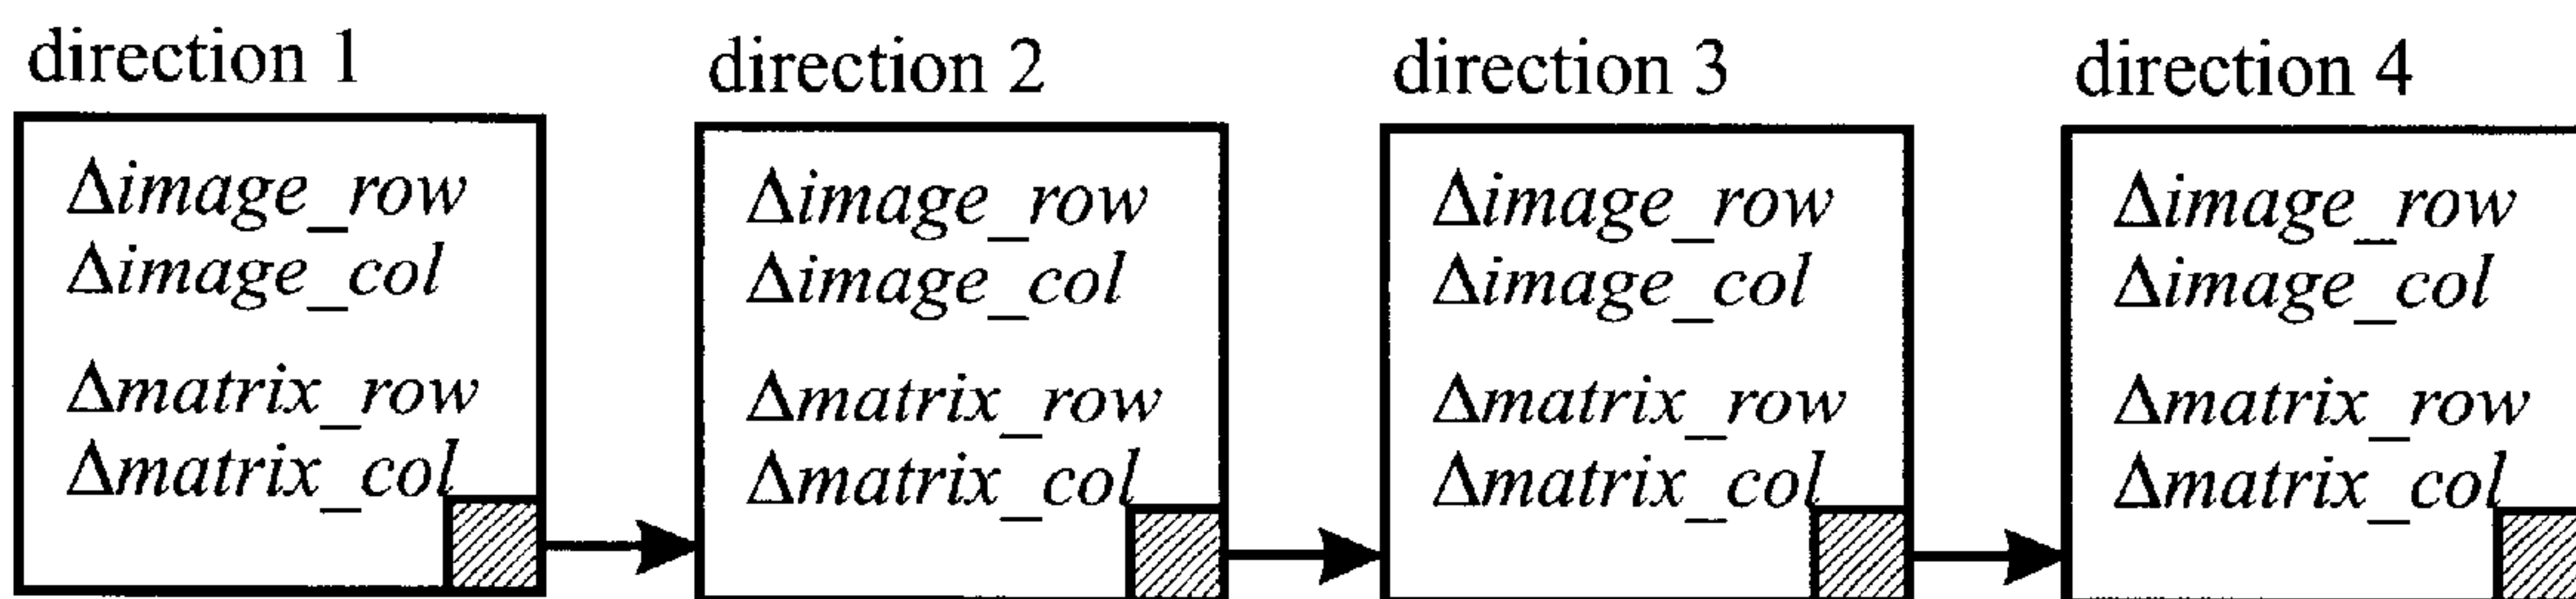 direction 1
Δimage_row
Δimage_col
Δmatrix_row
Δmatrix_col
direction 2
Δimage_row
Δimage_col
Δmatrix_row
Δmatrix_col
direction 3
Δimage_row
Δimage_col
Δmatrix_row
Δmatrix_col
direction 4
Δimage_row
Δimage_col
Δmatrix_row
Δmatrix_col